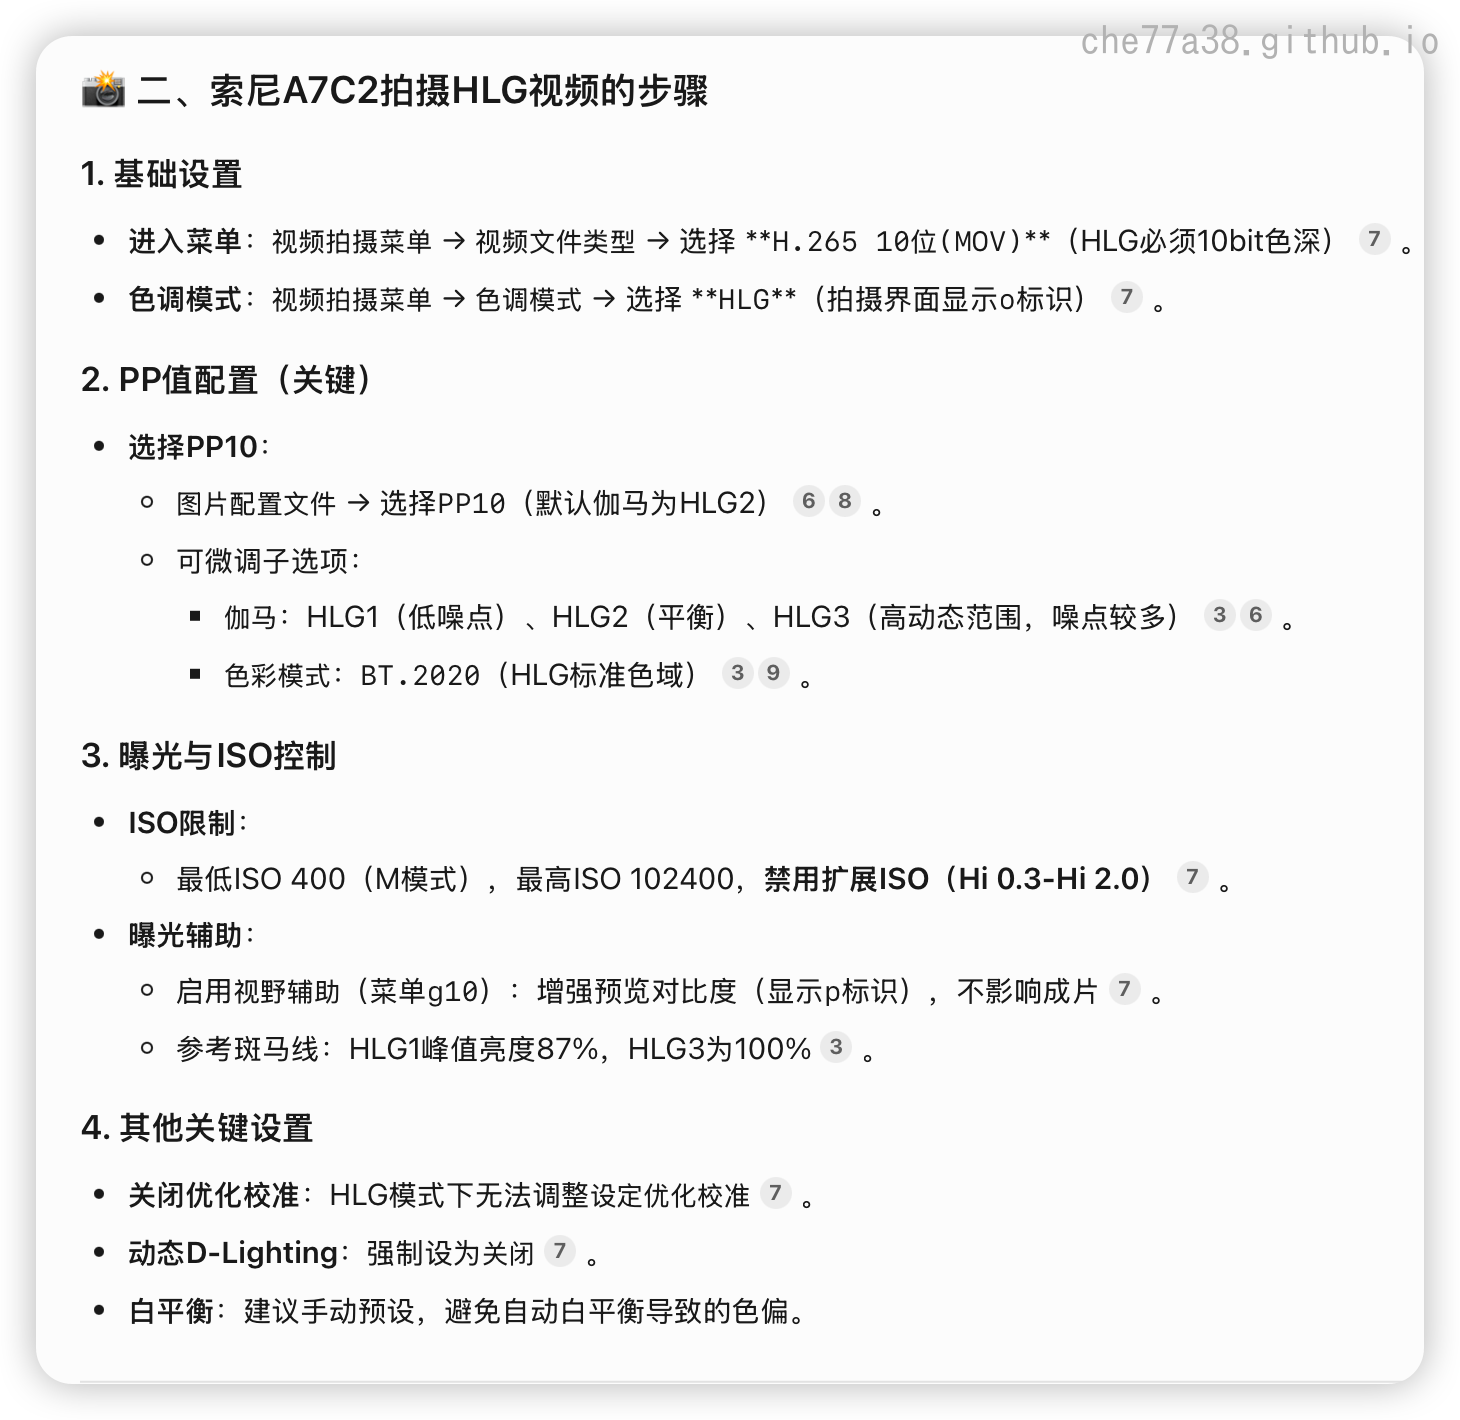 che77a38.github.io
📸 二、索尼A7C2拍摄HLG视频的步骤
1. 基础设置
• 进入菜单：视频拍摄菜单 → 视频文件类型 → 选择 **H.265 10位(MOV)**（HLG必须10bit色深） 7 。
• 色调模式：视频拍摄菜单 → 色调模式 → 选择 **HLG**（拍摄界面显示o标识） 7 。
2. PP值配置（关键）
• 选择PP10：
◦ 图片配置文件 → 选择PP10（默认伽马为HLG2） 6 8 。
◦ 可微调子选项：
▪ 伽马：HLG1（低噪点）、HLG2（平衡）、HLG3（高动态范围，噪点较多） 3 6 。
▪ 色彩模式：BT.2020（HLG标准色域） 3 9 。
3. 曝光与ISO控制
• ISO限制：
◦ 最低ISO 400（M模式），最高ISO 102400，禁用扩展ISO（Hi 0.3-Hi 2.0） 7 。
• 曝光辅助：
◦ 启用视野辅助（菜单g10）：增强预览对比度（显示p标识），不影响成片 7 。
◦ 参考斑马线：HLG1峰值亮度87%，HLG3为100% 3 。
4. 其他关键设置
• 关闭优化校准：HLG模式下无法调整设定优化校准 7 。
• 动态D-Lighting：强制设为关闭 7 。
• 白平衡：建议手动预设，避免自动白平衡导致的色偏。